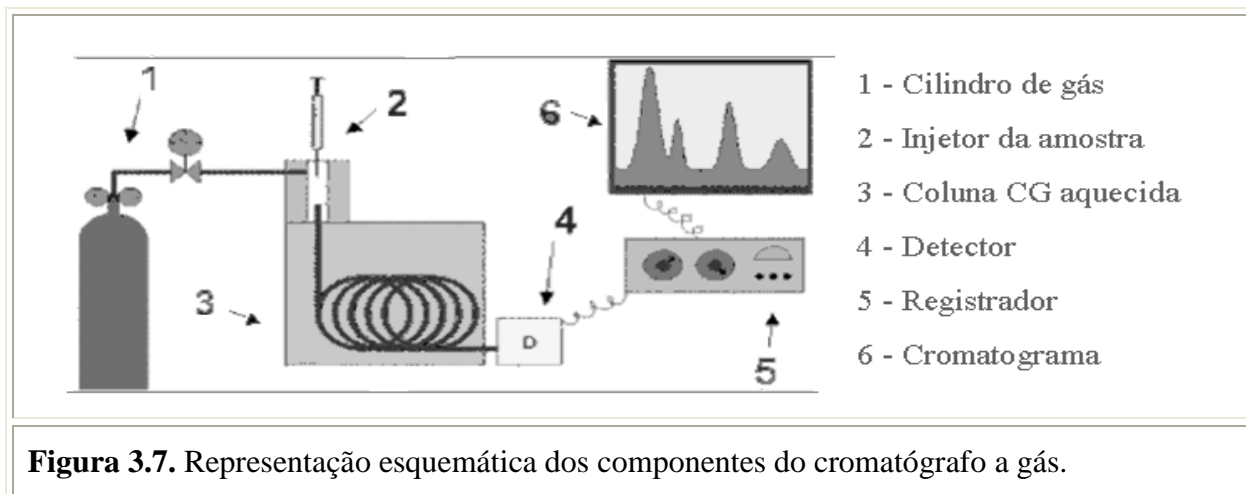 1
2
3
4
D
5
6
1 - Cilindro de gás
2 - Injetor da amostra
3 - Coluna CG aquecida
4 - Detector
5 - Registrador
6 - Cromatograma
Figura 3.7. Representação esquemática dos componentes do cromatógrafo a gás.